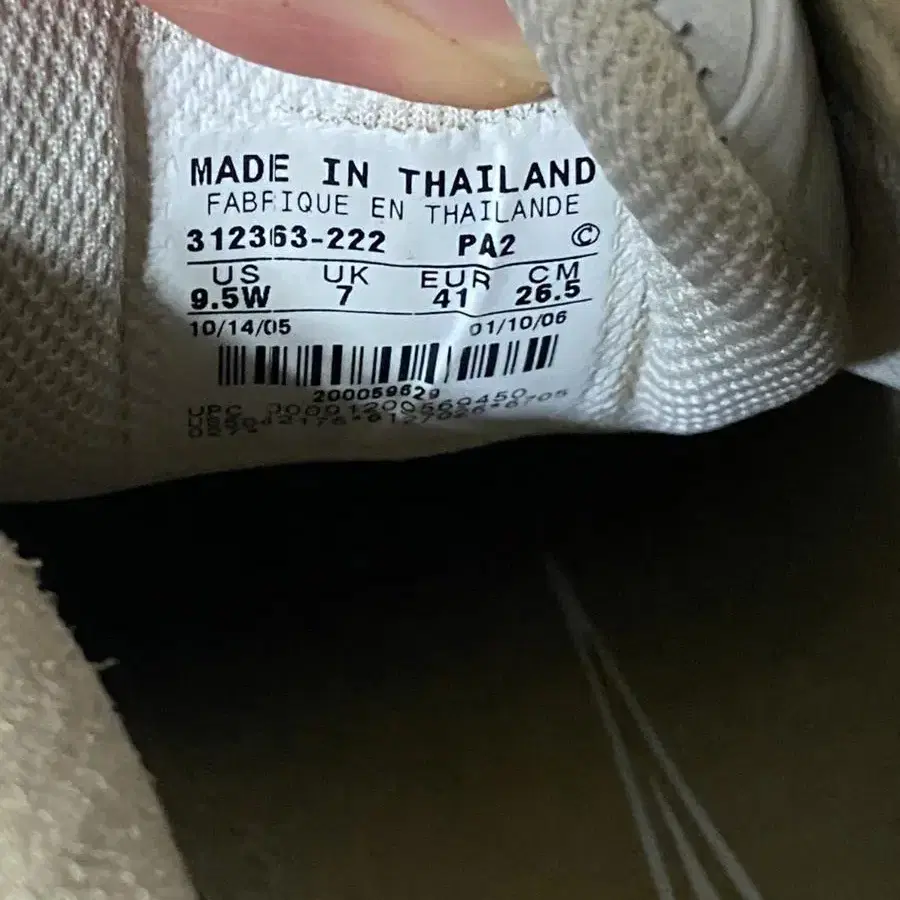 MADE IN THAILAND
FABRIQUE EN THAILANDE
312363-222 PA2 ©
US UK EUR CM
9.5W 7 41 26.5
10/14/05 01/10/06
200059629
UPC